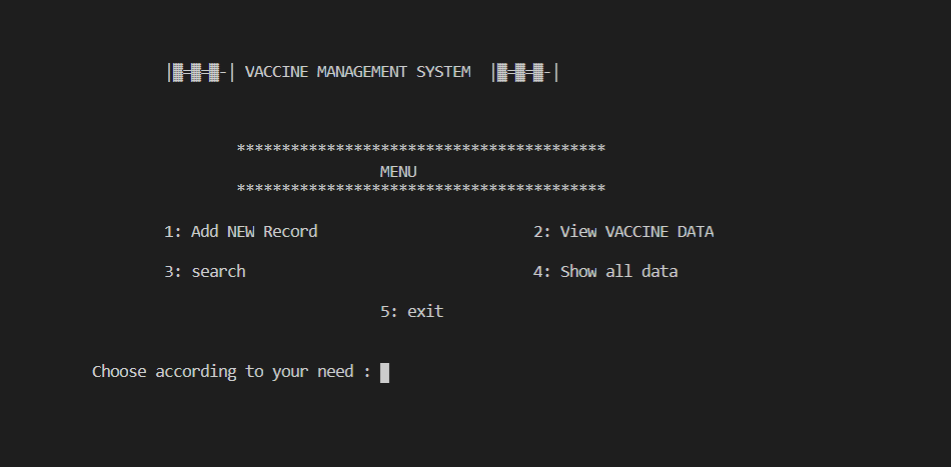 |▓=▓=▓-| VACCINE MANAGEMENT SYSTEM |▓=▓=▓-|
*****************************************
MENU
*****************************************
1: Add NEW Record 2: View VACCINE DATA
3: search 4: Show all data
5: exit
Choose according to your need :